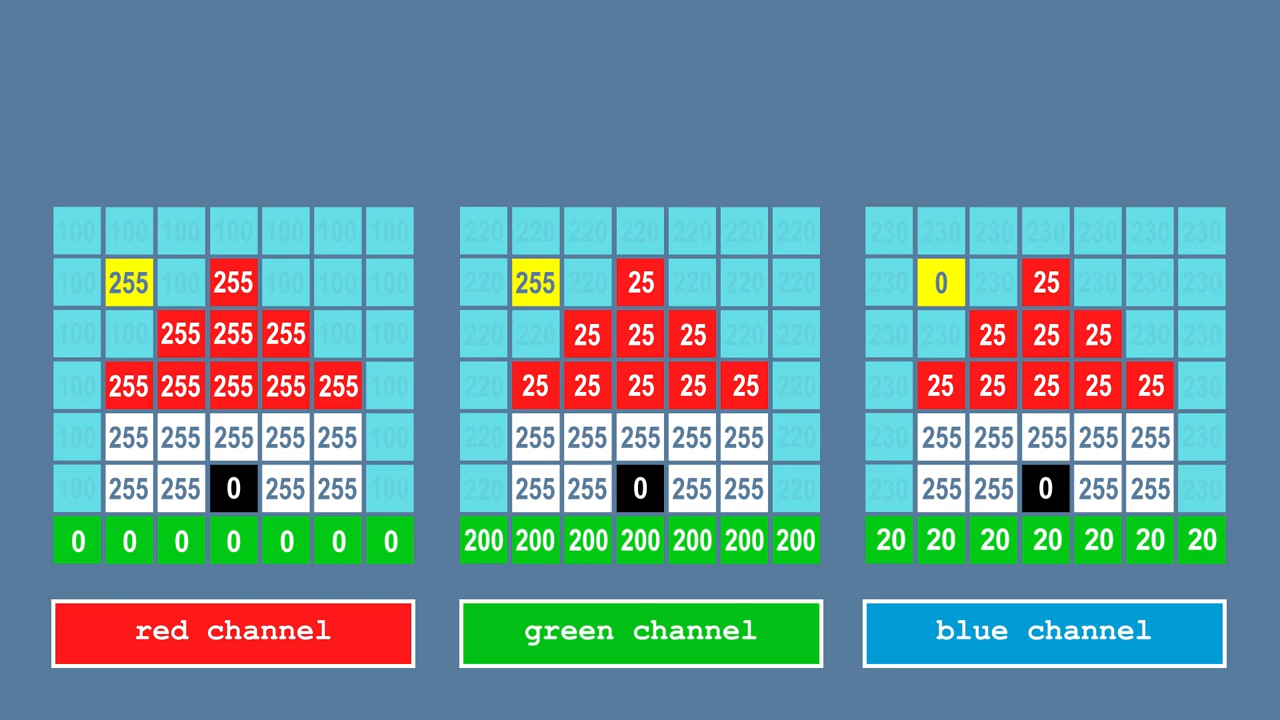 100 100 100 100 100 100 100 220 220 220 220 220 220 220 230 230 230 230 230 230 230
100 255 100 255 100 100 100 220 255 220 25 220 220 220 230 0 230 25 230 230 230
100 100 255 255 255 100 100 220 220 25 25 25 220 220 230 230 25 25 25 230 230
100 255 255 255 255 255 100 220 25 25 25 25 25 220 230 25 25 25 25 25 230
100 255 255 255 255 255 100 220 255 255 255 255 255 220 230 255 255 255 255 255 230
100 255 255 0 255 255 100 220 255 255 0 255 255 220 230 255 255 0 255 255 230
0 0 0 0 0 0 0 200 200 200 200 200 200 200 20 20 20 20 20 20 20
red channel green channel blue channel